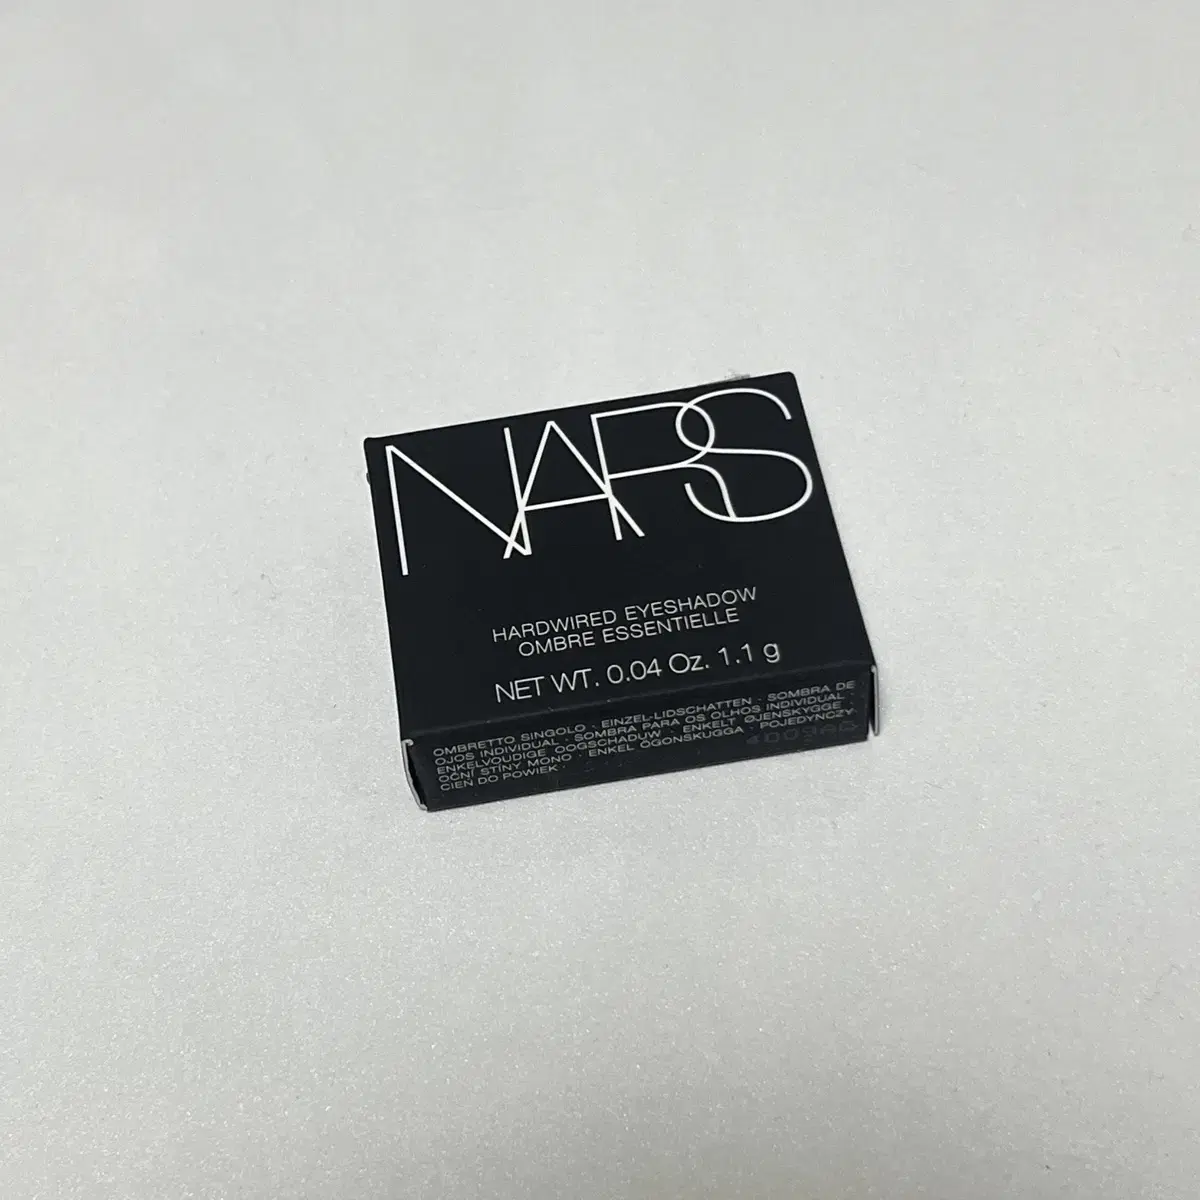 NARS
HARDWIRED EYESHADOW
OMBRE ESSENTIELLE
NET WT. 0.04 Oz. 1.1 g
OMBRETTO SINGOLO · EINZEL-LIDSCHATTEN · SOMBRA DE
OJOS INDIVIDUAL · SOMBRA PARA OS OLHOS INDIVIDUAL ·
ENKELVOUDIGE OOGSCHADUW · ENKELT ØJENSKYGGE ·
OČNÍ STÍNY MONO · ENKEL ÖGONSKUGGA · POJEDYNCZY
CIEŃ DO POWIEK ·